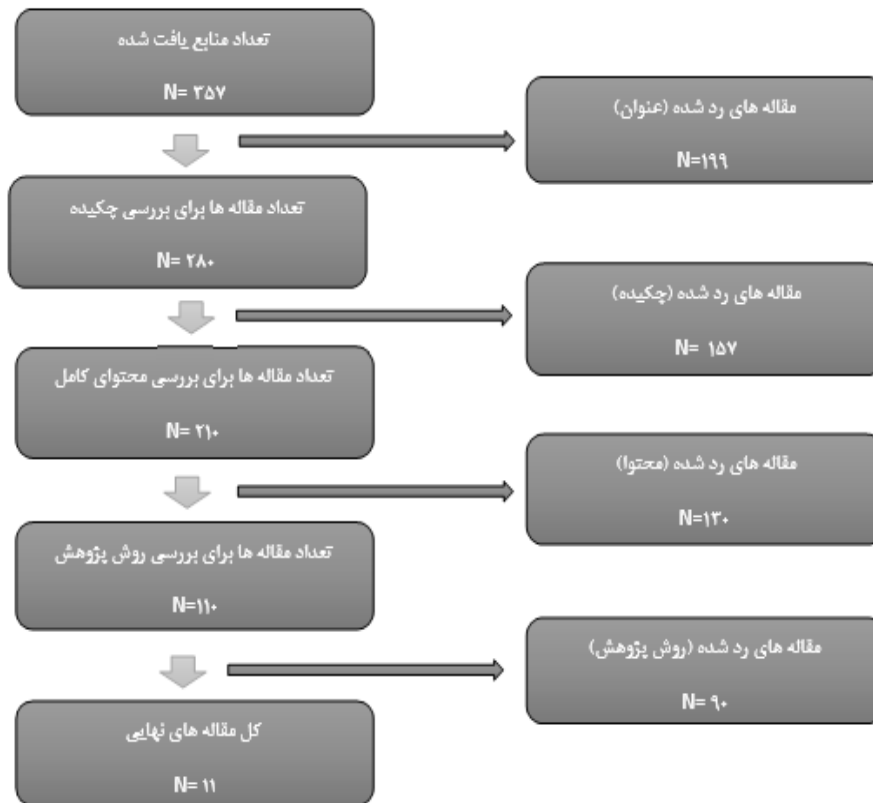 تعداد منابع یافت شده
N= ۳۵۷
مقاله های رد شده (عنوان)
N=۱۹۹
تعداد مقاله ها برای بررسی چکیده
N= ۲۸۰
مقاله های رد شده (چکیده)
N= ۱۵۷
تعداد مقاله ها برای بررسی محتوای کامل
N= ۲۱۰
مقاله های رد شده (محتوا)
N=۱۳۰
تعداد مقاله ها برای بررسی روش پژوهش
N=۱۱۰
مقاله های رد شده (روش پژوهش)
N= ۹۰
کل مقاله های نهایی
N= ۱۱